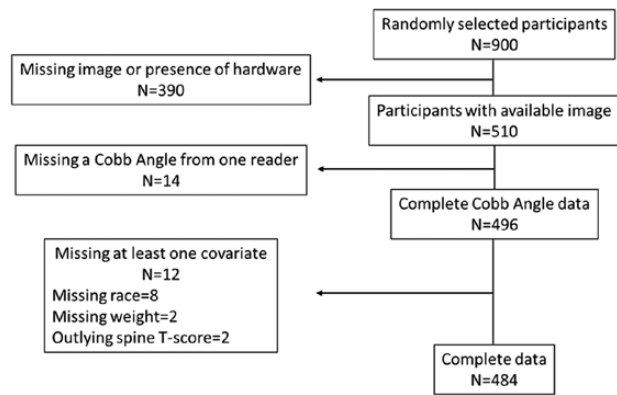 Randomly selected participants
N=900
Missing image or presence of hardware
N=390
Participants with available image
N=510
Missing a Cobb Angle from one reader
N=14
Complete Cobb Angle data
N=496
Missing at least one covariate
N=12
Missing race=8
Missing weight=2
Outlying spine T-score=2
Complete data
N=484